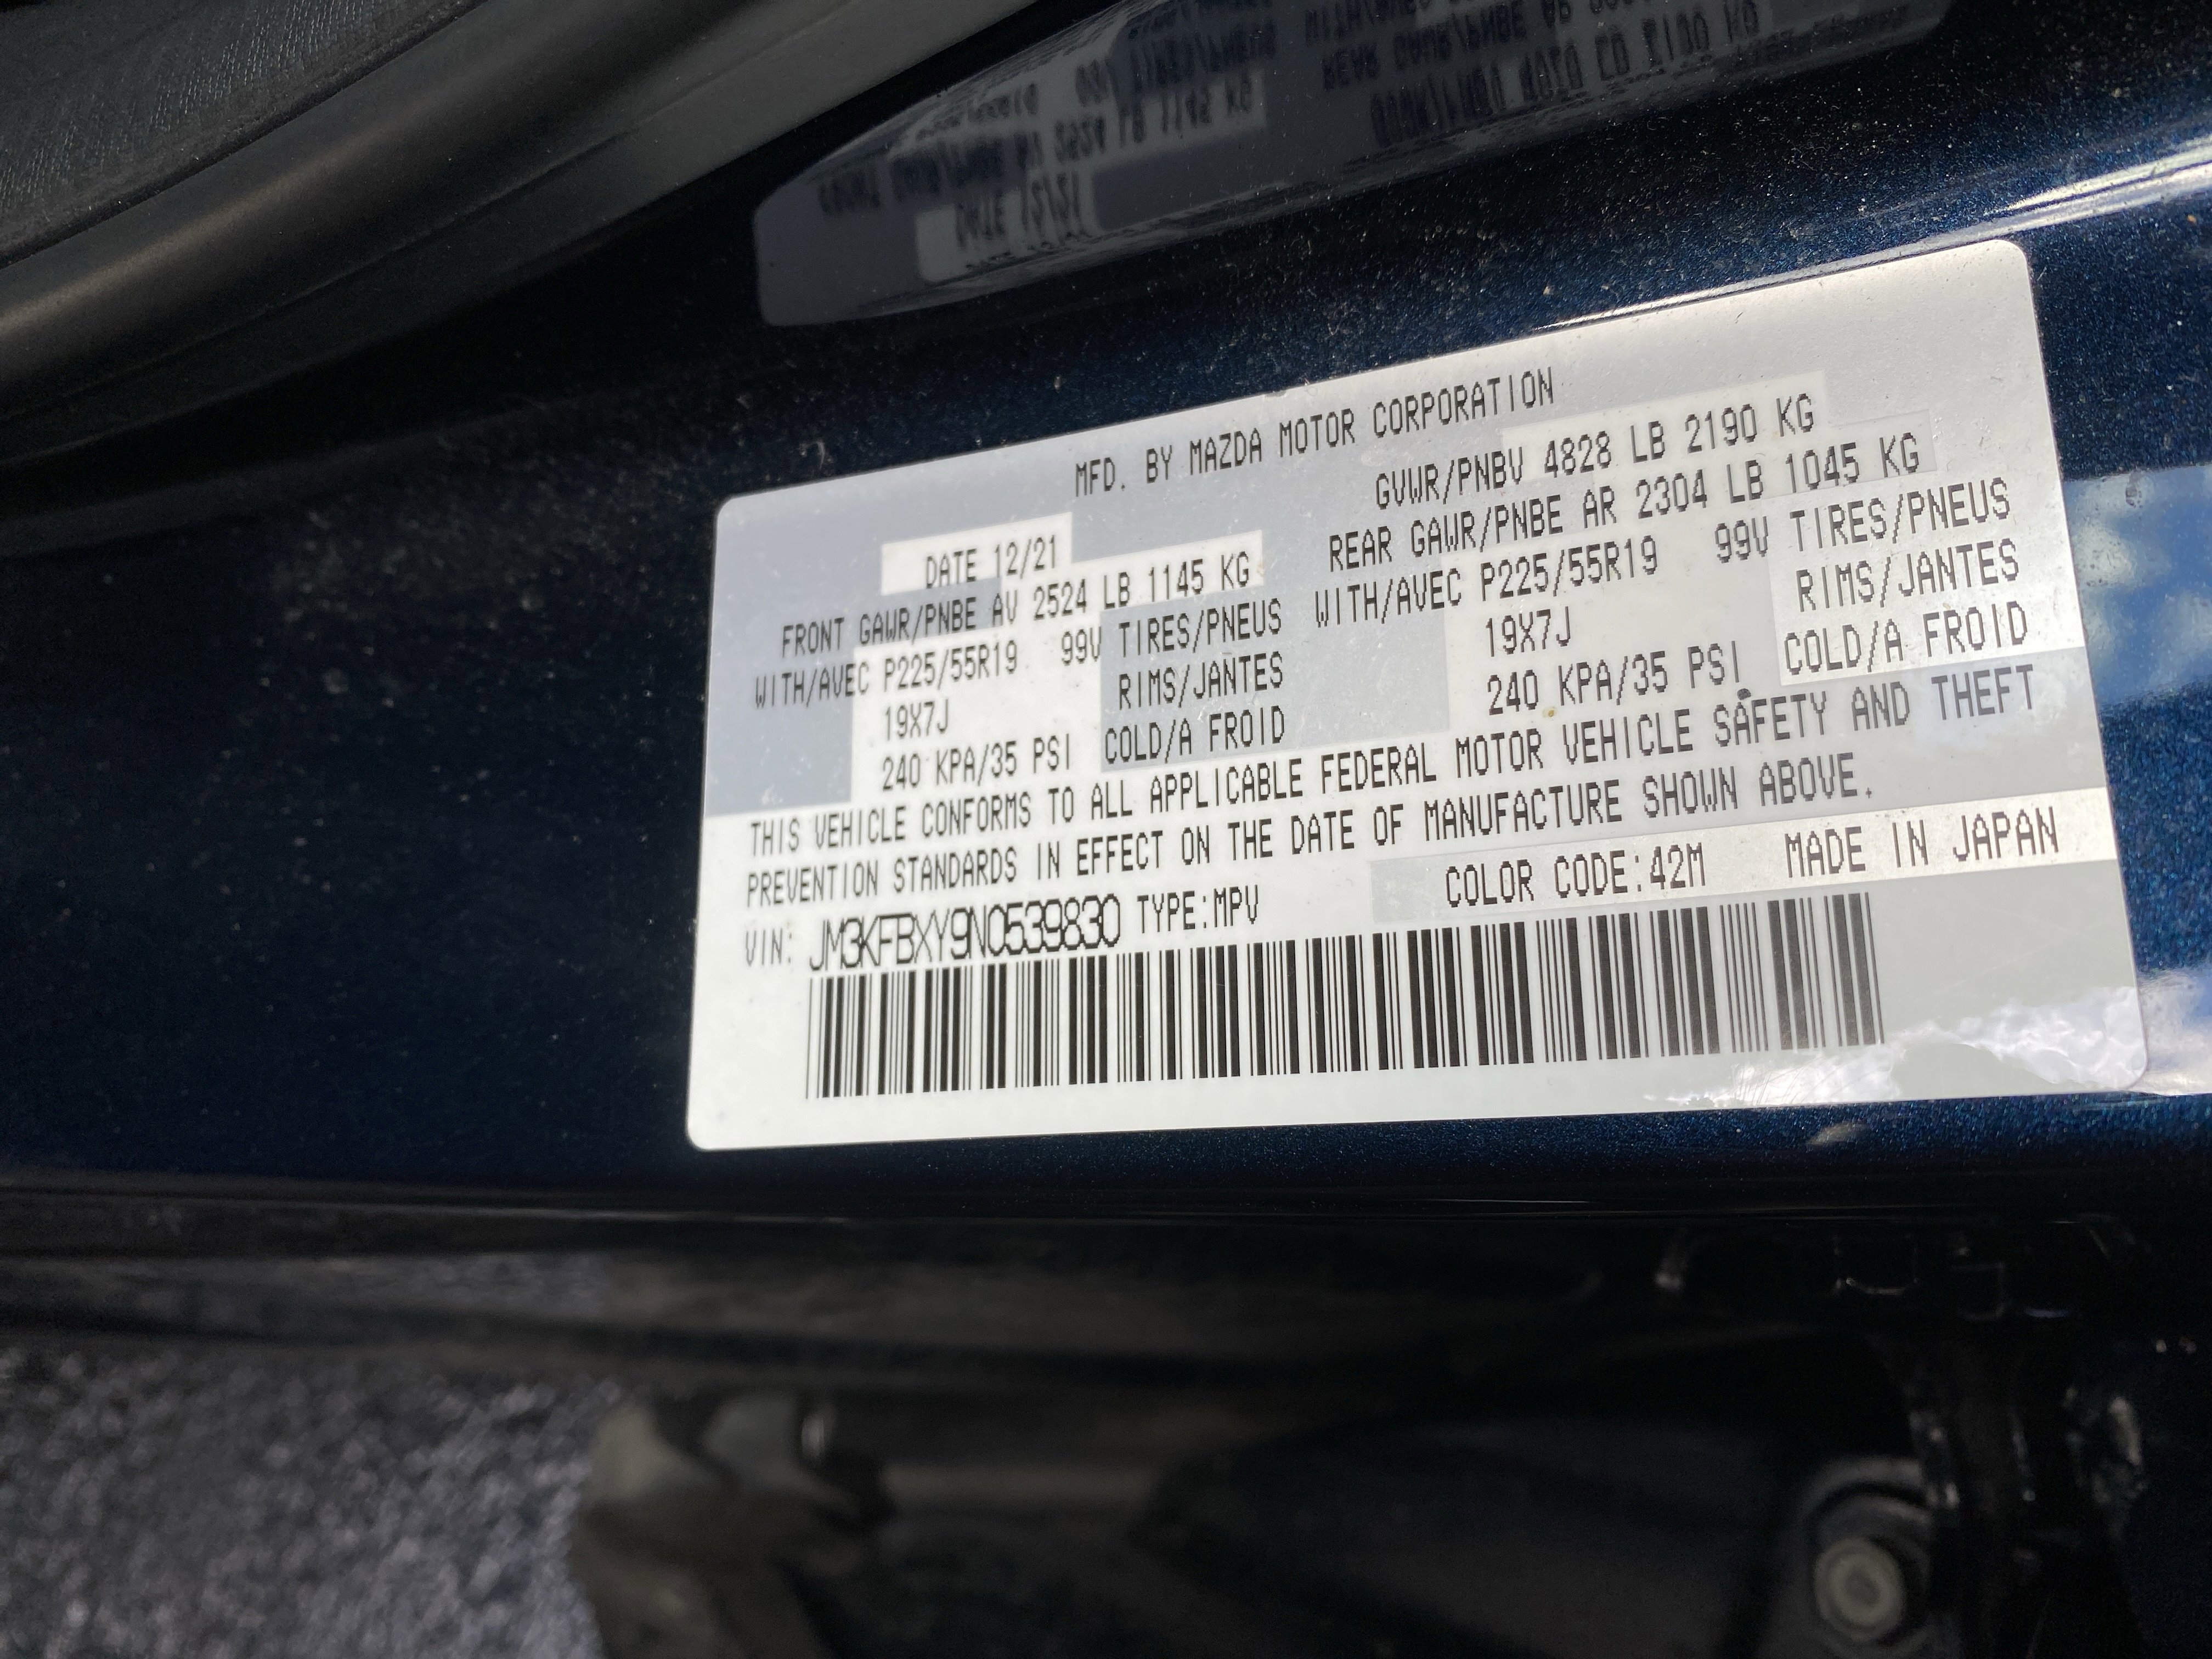 MFD. BY MAZDA MOTOR CORPORATION
DATE 12/21 GVWR/PNBV 4828 LB 2190 KG
FRONT GAWR/PNBE AV 2524 LB 1145 KG REAR GAWR/PNBE AR 2304 LB 1045 KG
WITH/AVEC P225/55R19 99V TIRES/PNEUS WITH/AVEC P225/55R19 99V TIRES/PNEUS
19X7J RIMS/JANTES 19X7J RIMS/JANTES
240 KPA/35 PSI COLD/A FROID 240 KPA/35 PSI COLD/A FROID
THIS VEHICLE CONFORMS TO ALL APPLICABLE FEDERAL MOTOR VEHICLE SAFETY AND THEFT
PREVENTION STANDARDS IN EFFECT ON THE DATE OF MANUFACTURE SHOWN ABOVE.
VIN: JM3KFBXY9N0539830 TYPE:MPV COLOR CODE:42M MADE IN JAPAN